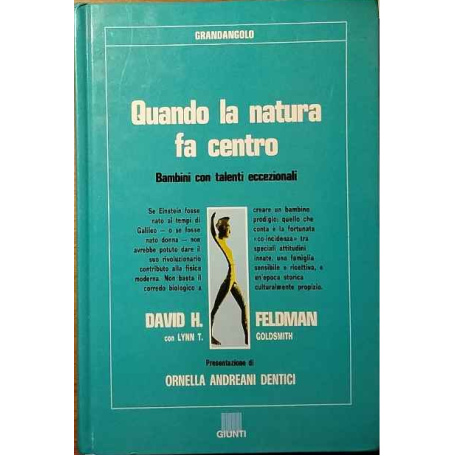 GRANDANGOLO
Quando la natura
fa centro
Bambini con talenti eccezionali
Se Einstein fosse
nato ai tempi di
Galileo — o se fosse
nato donna — non
avrebbe potuto dare il
suo rivoluzionario
contributo alla fisica
moderna. Non basta il
corredo biologico a
creare un bambino
prodigio: quello che
conta è la fortunata
«co-incidenza» tra
speciali attitudini
innate, una famiglia
sensibile e ricettiva, e
un'epoca storica
culturalmente propizia.
DAVID H. FELDMAN
con LYNN T. GOLDSMITH
Presentazione di
ORNELLA ANDREANI DENTICI
GIUNTI